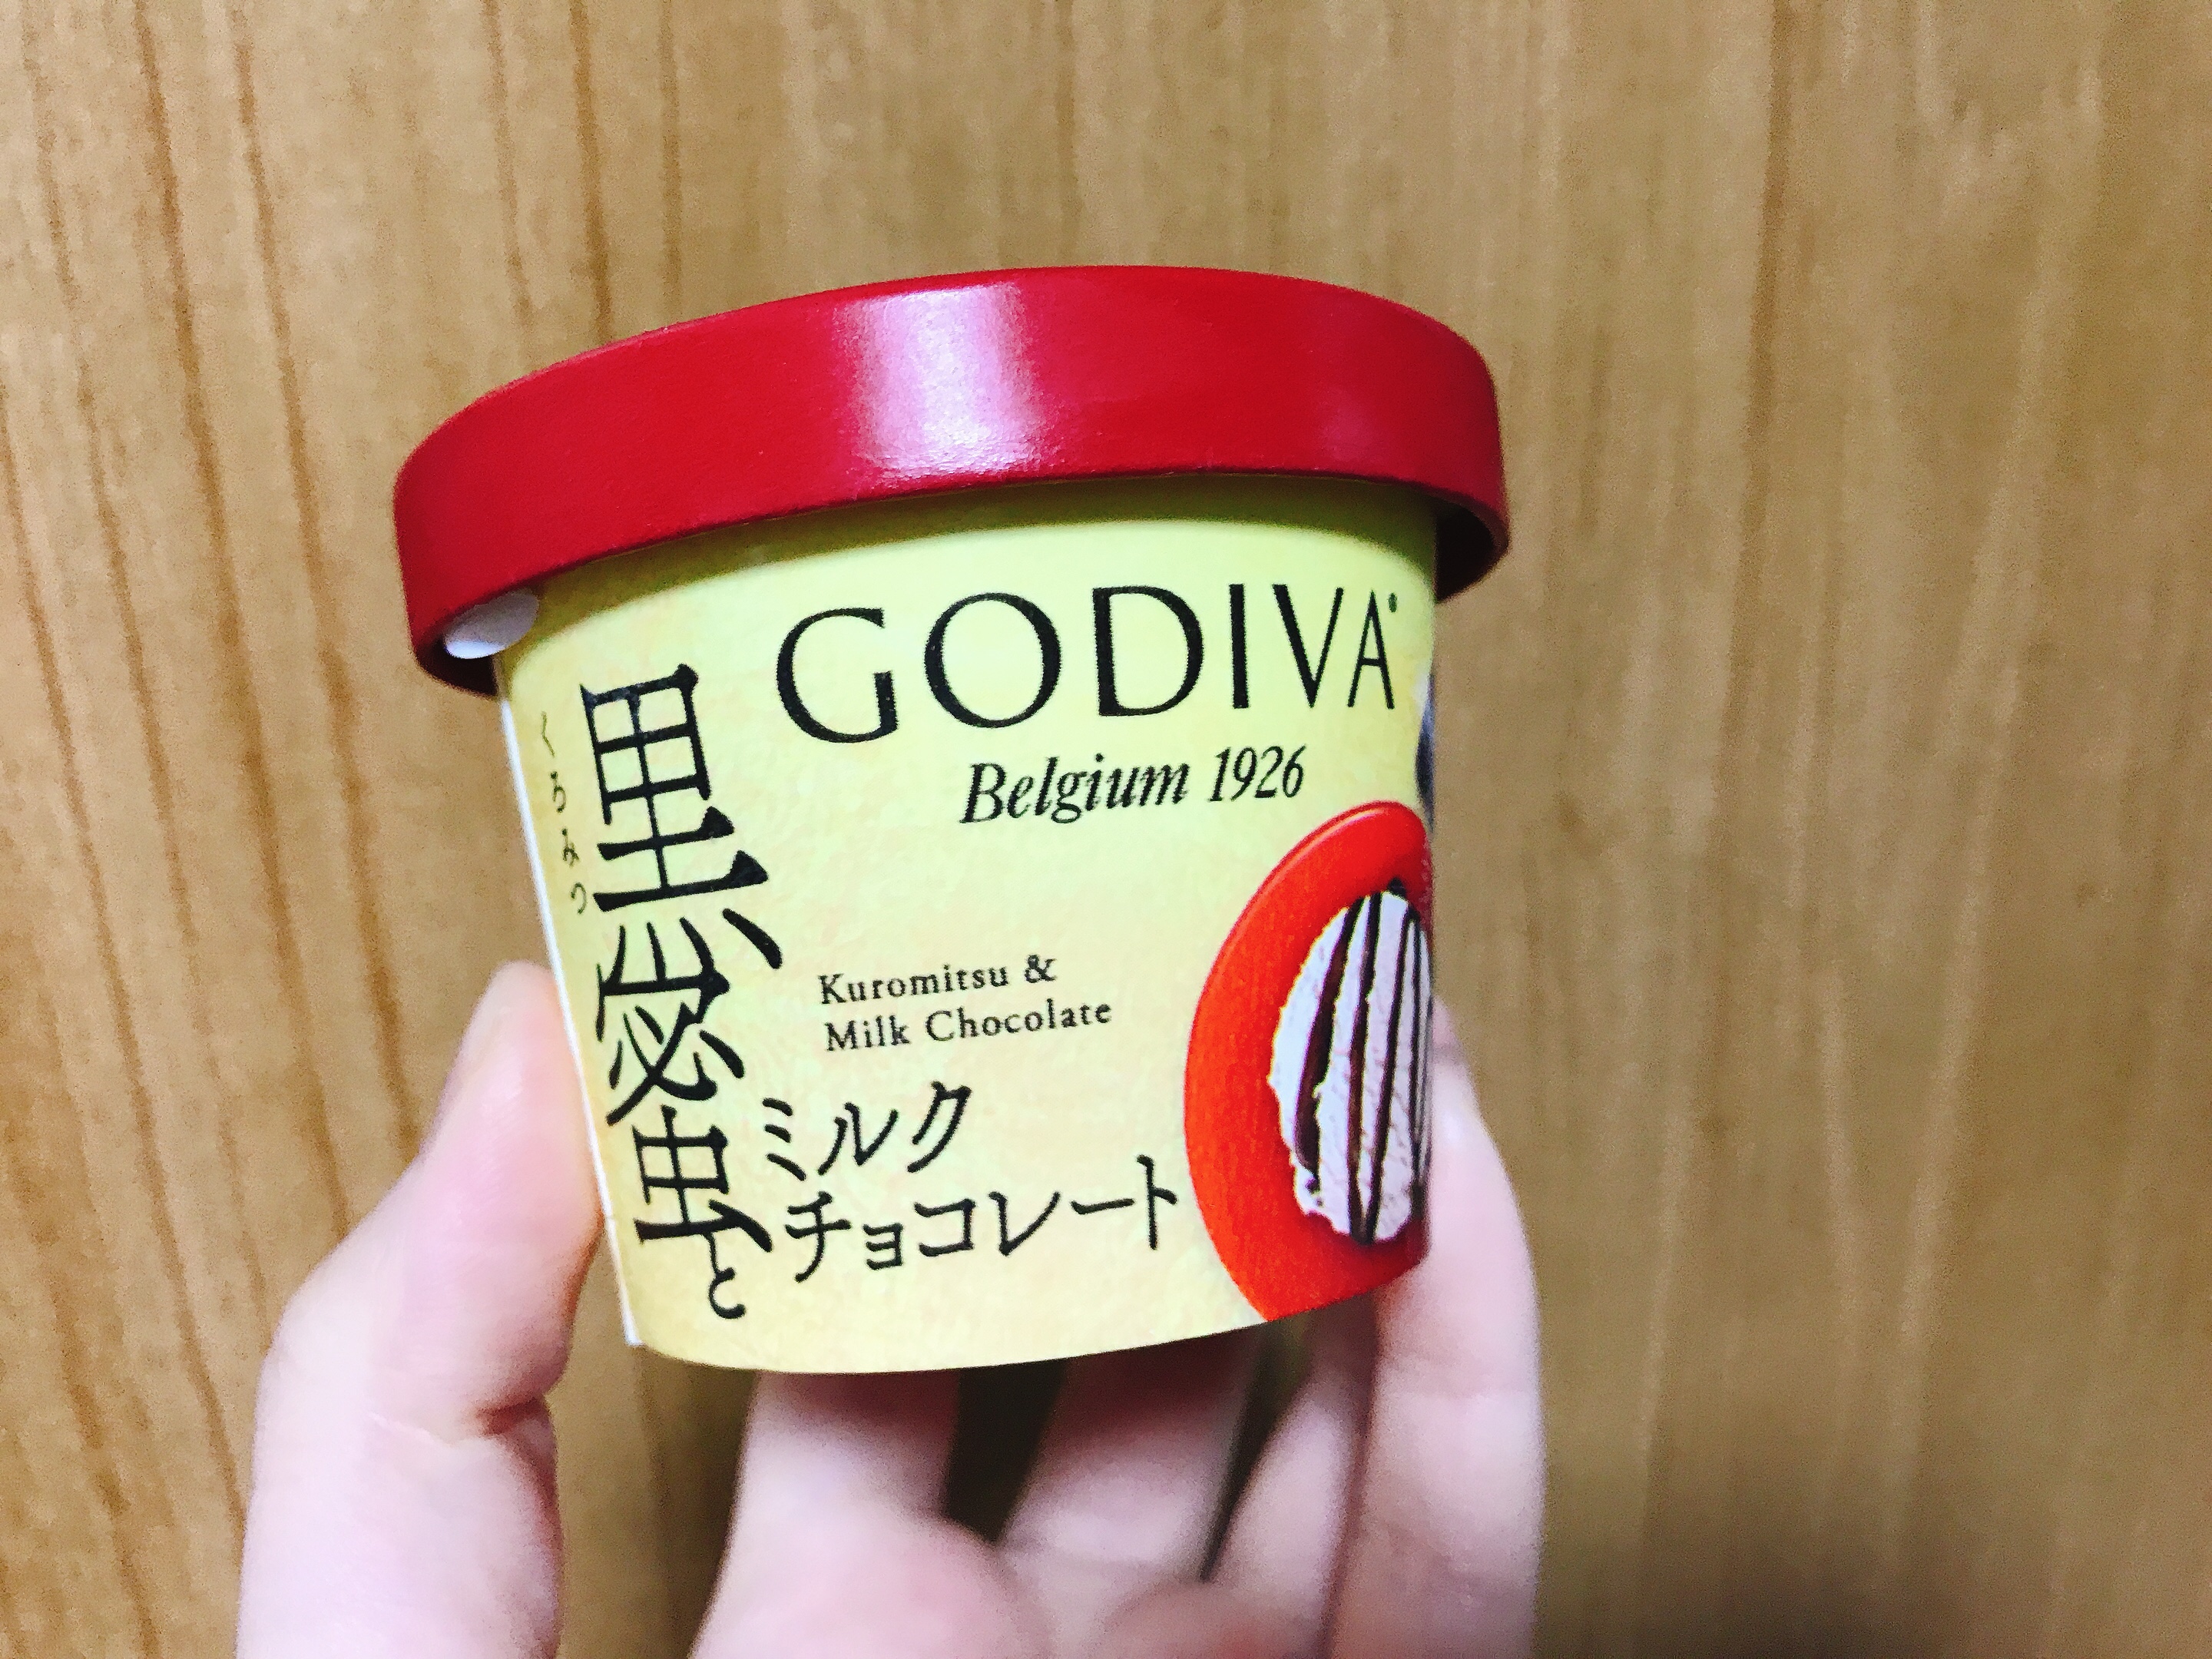 GODIVA
Belgium 1926
くろみつ
黒蜜と
Kuromitsu &
Milk Chocolate
ミルク
チョコレート